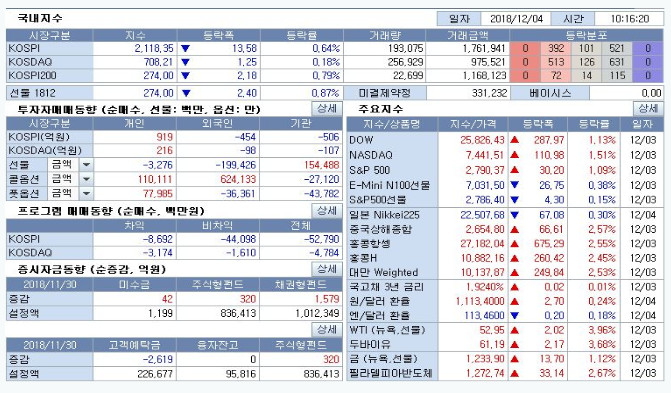 국내지수
일자 2018/12/04 시간 10:16:20
시장구분 지수 등락폭 등락률 거래량 거래금액 등락분포
KOSPI 2,118,35 ▼ 13,58 0,64% 193,075 1,761,941 0 392 101 521 0
KOSDAQ 708,21 ▼ 1,25 0,18% 256,929 975,521 0 513 126 631 0
KOSPI200 274,00 ▼ 2,18 0,79% 22,699 1,168,123 0 72 14 115 0
선물 1812 274,00 ▼ 2,40 0,87% 미결제약정 331,232 베이시스 0,00
투자자매매동향 (순매수, 선물: 백만, 옵션: 만) 상세
시장구분 개인 외국인 기관
KOSPI(억원) 919 -454 -506
KOSDAQ(억원) 216 -98 -107
선물 금액 -3,276 -199,426 154,488
콜옵션 금액 110,111 624,133 -27,120
풋옵션 금액 77,985 -36,361 -43,782
프로그램 매매동향 (순매수, 백만원) 상세
차익 비차익 전체
KOSPI -8,692 -44,098 -52,790
KOSDAQ -3,174 -1,610 -4,784
증시자금동향 (순증감, 억원) 상세
2018/11/30 미수금 주식형펀드 채권형펀드
증감 42 320 1,579
설정액 1,199 836,413 1,012,349
상세
2018/11/30 고객예탁금 융자잔고 주식형펀드
증감 -2,619 0 320
설정액 226,677 95,816 836,413
주요지수 상세
지수/상품명 지수/가격 등락폭 등락률 일자
DOW 25,826,43 ▲ 287,97 1,13% 12/03
NASDAQ 7,441,51 ▲ 110,98 1,51% 12/03
S&P 500 2,790,37 ▲ 30,20 1,09% 12/03
E-Mini N100선물 7,031,50 ▼ 26,75 0,38% 12/03
S&P500선물 2,786,40 ▼ 4,30 0,15% 12/03
일본 Nikkei225 22,507,68 ▼ 67,08 0,30% 12/04
중국상해종합 2,654,80 ▲ 66,61 2,57% 12/03
홍콩항셍 27,182,04 ▲ 675,29 2,55% 12/03
홍콩H 10,882,16 ▲ 260,42 2,45% 12/03
대만 Weighted 10,137,87 ▲ 249,84 2,53% 12/03
국고채 3년 금리 1,9240% ▲ 0,02 0,01% 12/03
원/달러 환율 1,113,4000 ▲ 2,70 0,24% 12/04
엔/달러 환율 113,4600 ▼ 0,20 0,18% 12/04
WTI (뉴욕,선물) 52,95 ▲ 2,02 3,96% 12/03
두바이유 61,19 ▲ 2,17 3,68% 12/03
금 (뉴욕,선물) 1,233,90 ▲ 13,70 1,12% 12/03
필라델피아반도체 1,272,74 ▲ 33,14 2,67% 12/03